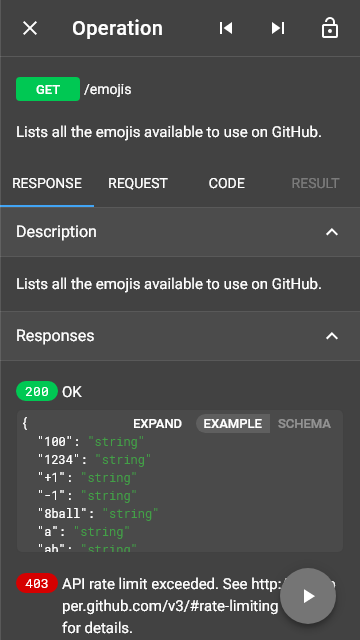 Operation
GET /emojis
Lists all the emojis available to use on GitHub.
RESPONSE REQUEST CODE RESULT
Description
Lists all the emojis available to use on GitHub.
Responses
200 OK
{ EXPAND EXAMPLE SCHEMA
"100": "string"
"1234": "string"
"+1": "string"
"-1": "string"
"8ball": "string"
"a": "string"
"ab": "string"
403 API rate limit exceeded. See http:
per.github.com/v3/#rate-limiting
for details.